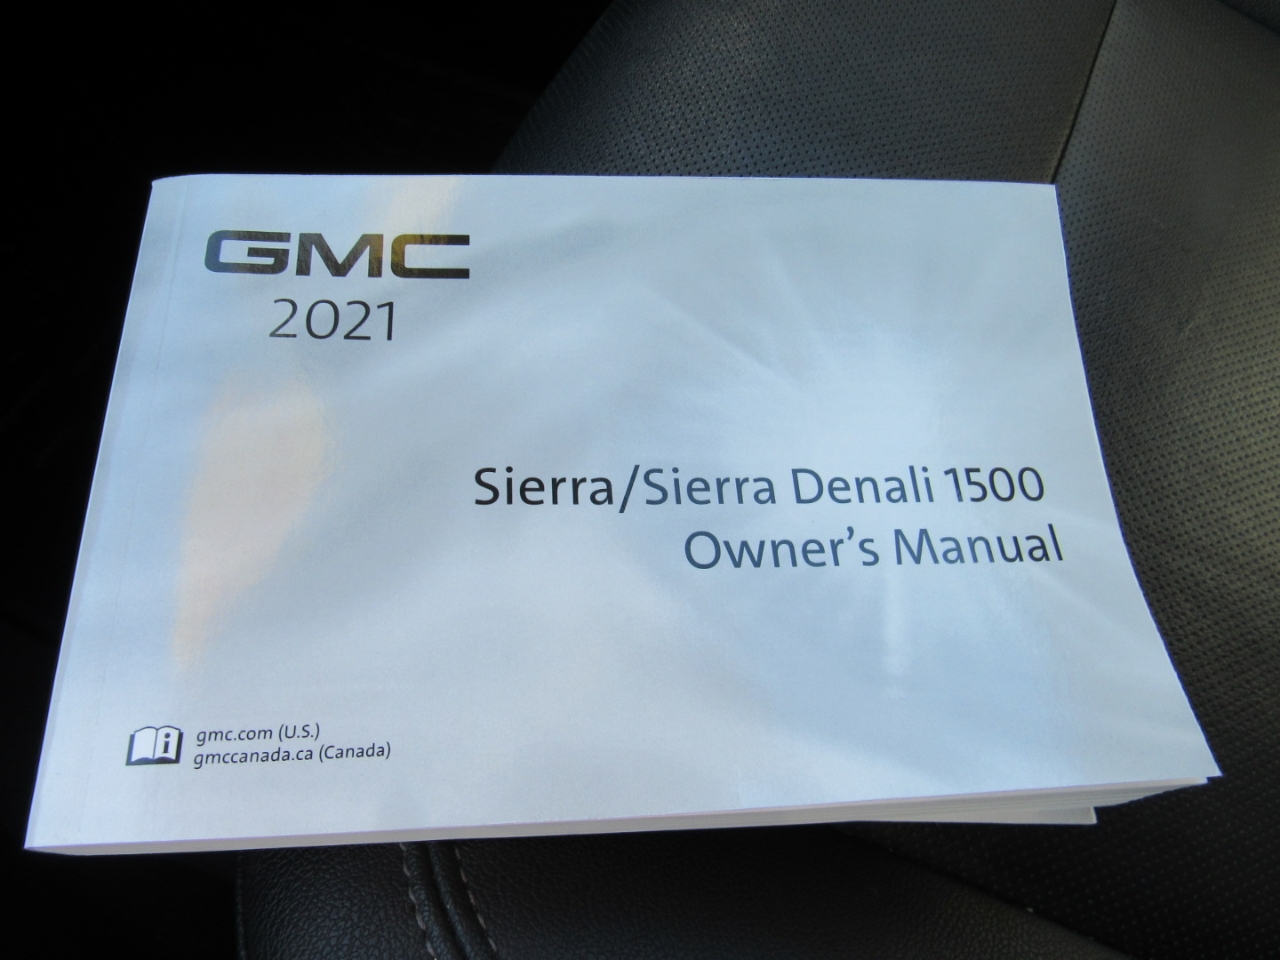 GMC
2021
Sierra/Sierra Denali 1500
Owner's Manual
gmc.com (U.S.)
gmccanada.ca (Canada)